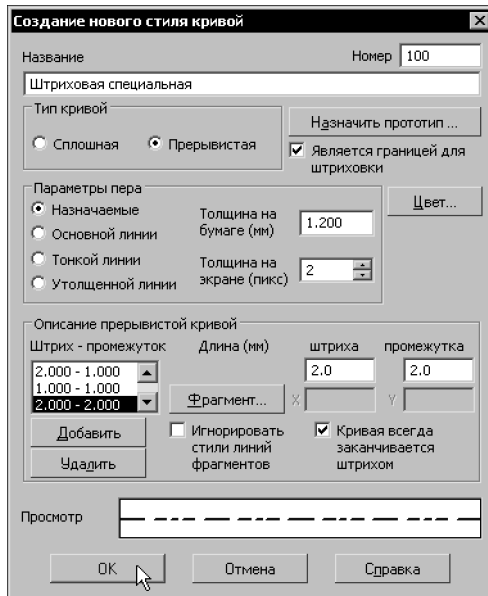 Создание нового стиля кривой
Название
Номер 100
Штриховая специальная
Тип кривой
Сплошная Прерывистая
Назначить прототип ...
Является границей для
штриховки
Параметры пера
Назначаемые
Основной линии
Тонкой линии
Утолщенной линии
Толщина на
бумаге (мм)
1.200
Толщина на
экране (пикс)
2
Цвет...
Описание прерывистой кривой
Штрих - промежуток Длина (мм) штриха промежутка
2.000 - 1.000
1.000 - 1.000
2.000 - 2.000
2.0 2.0
Фрагмент... X Y
Добавить
Удалить
Игнорировать
стили линий
фрагментов
Кривая всегда
заканчивается
штрихом
Просмотр
OK Отмена Справка